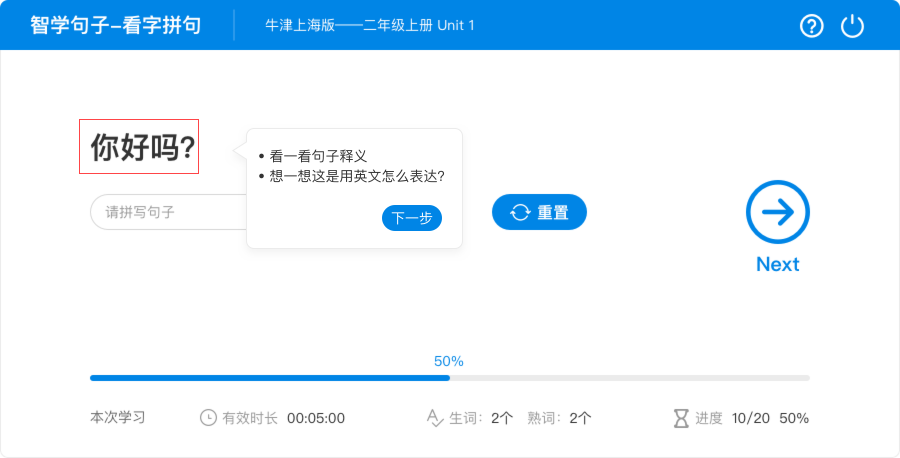 智学句子-看字拼句
牛津上海版——二年级上册 Unit 1
你好吗?
• 看一看句子释义
• 想一想这是用英文怎么表达?
下一步
请拼写句子
重置
Next
50%
本次学习 有效时长 00:05:00 生词: 2个 熟词: 2个 进度 10/20 50%